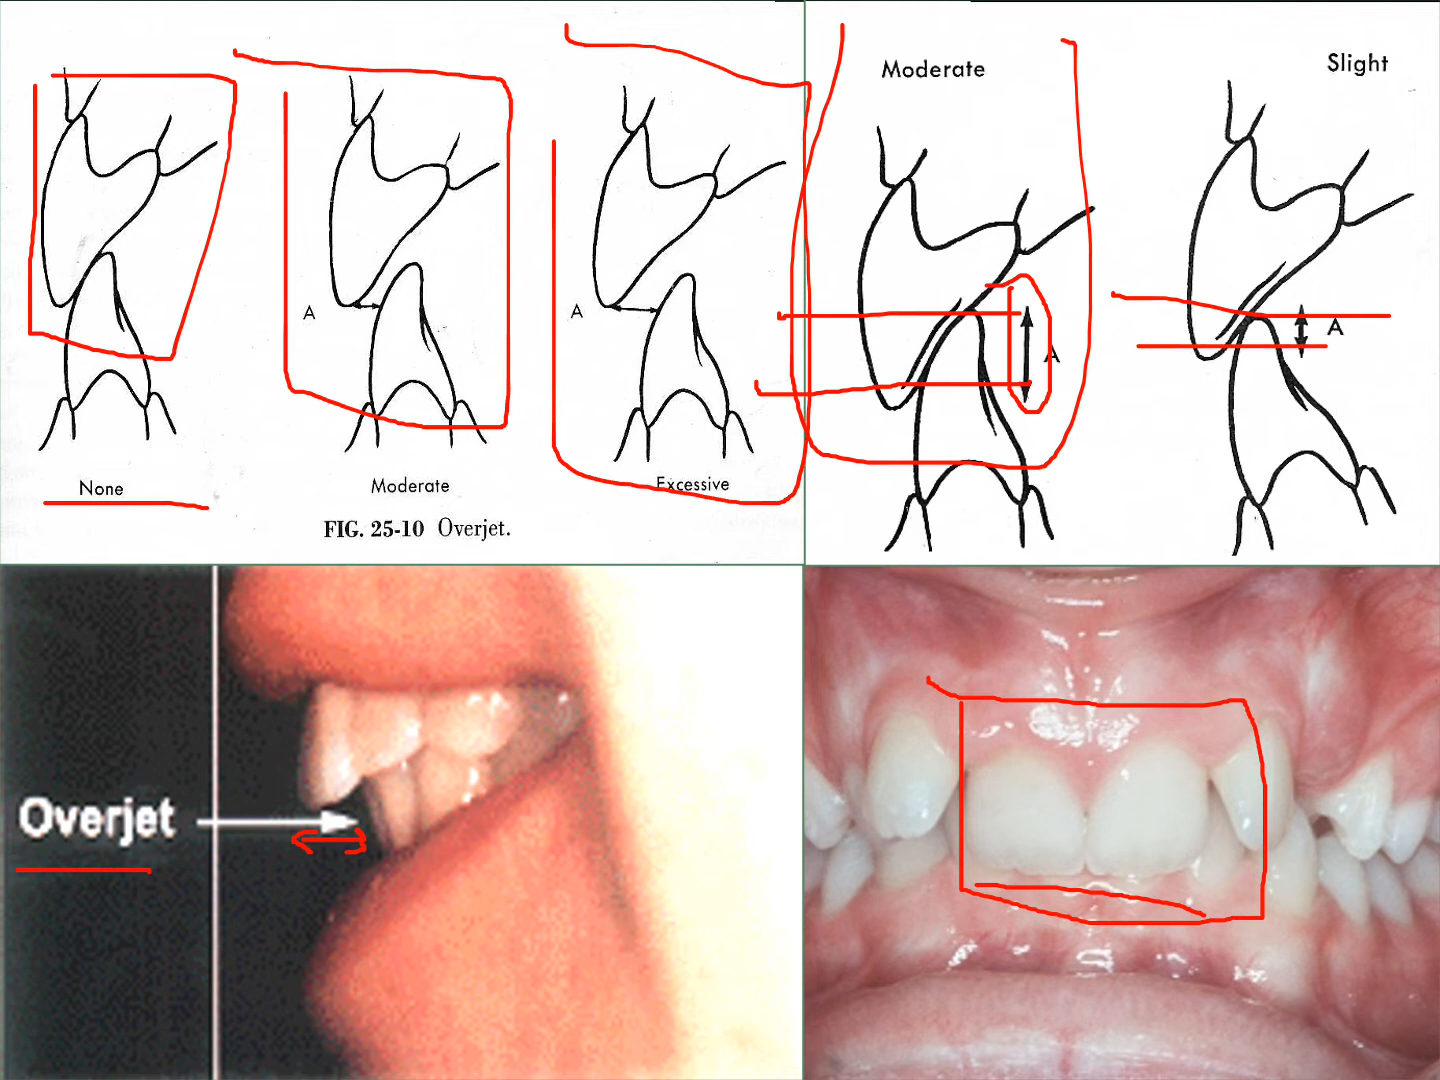 Moderate
Slight
A
A
A
A
None
Moderate
Excessive
FIG. 25-10 Overjet.
Overjet